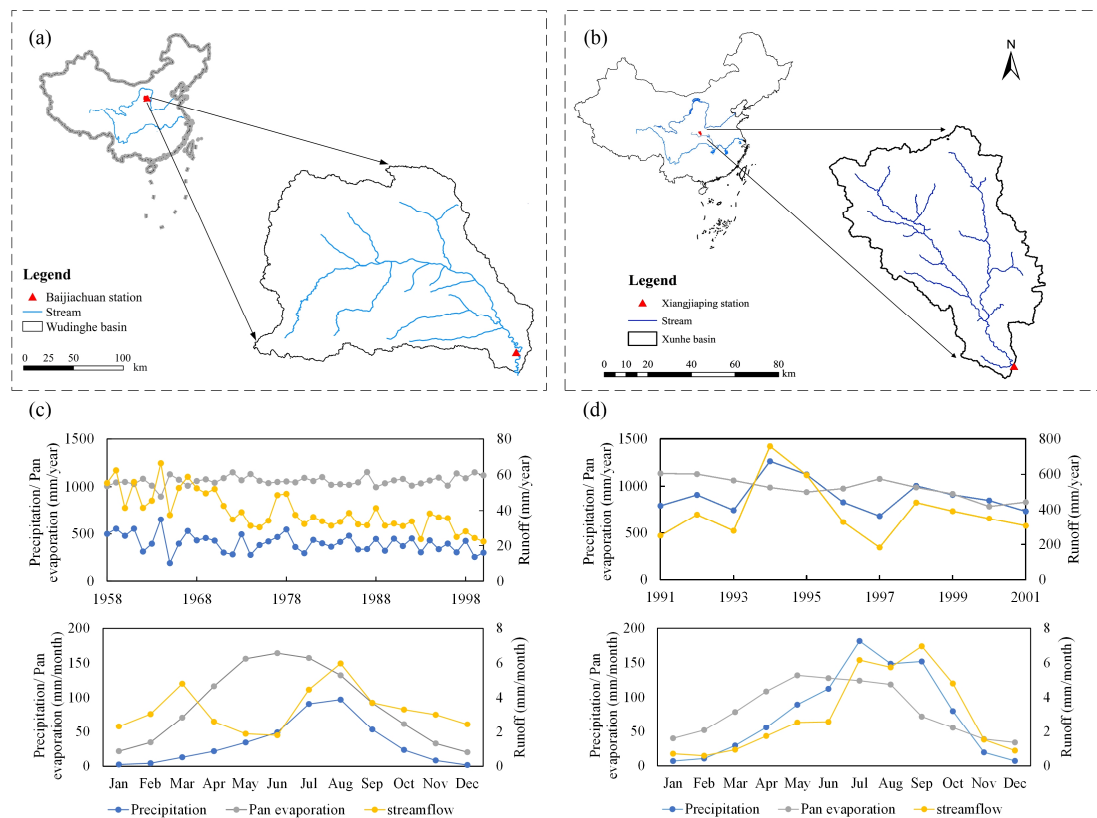 (a)
Legend
Baijiachuan station
Stream
Wudinghe basin
0 25 50 100
km
(b)
N
Legend
Xiangjiaping station
Stream
Xunhe basin
0 10 20 40 60 80
km
(c)
Precipitation/ Pan
evaporation (mm/year)
1500
1000
500
0
80
60
40
20
0
Runoff (mm/year)
1958 1968 1978 1988 1998
Precipitation/ Pan
evaporation (mm/month)
200
150
100
50
0
8
6
4
2
0
Runoff (mm/month)
Jan Feb Mar Apr May Jun Jul Aug Sep Oct Nov Dec
Precipitation Pan evaporation streamflow
(d)
Precipitation/ Pan
evaporation (mm/year)
1500
1000
500
0
800
600
400
200
0
Runoff (mm/year)
1991 1993 1995 1997 1999 2001
Precipitation/ Pan
evaporation (mm/month)
200
150
100
50
0
8
6
4
2
0
Runoff (mm/month)
Jan Feb Mar Apr May Jun Jul Aug Sep Oct Nov Dec
Precipitation Pan evaporation streamflow